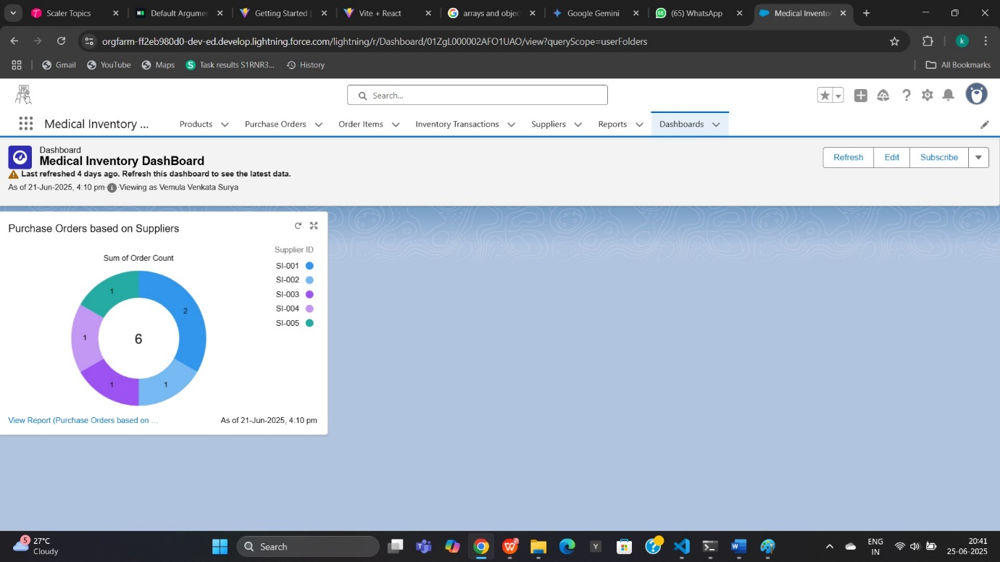 Scaler Topics
Default Argumen
Getting Started
Vite + React
arrays and objec
Google Gemini
(65) WhatsApp
Medical Invento
orgfarm-ff2eb980d0-dev-ed.develop.lightning.force.com/lightning/r/Dashboard/01ZgL000002AFO1UAO/view?queryScope=userFolders
k
Gmail
YouTube
Maps
Task results S1RNR3...
History
All Bookmarks
Search...
Medical Inventory ...
Products
Purchase Orders
Order Items
Inventory Transactions
Suppliers
Reports
Dashboards
Dashboard
Medical Inventory DashBoard
Last refreshed 4 days ago. Refresh this dashboard to see the latest data.
As of 21-Jun-2025, 4:10 pm·Viewing as Vemula Venkata Surya
Refresh
Edit
Subscribe
Purchase Orders based on Suppliers
Sum of Order Count
Supplier ID
SI-001
SI-002
SI-003
SI-004
SI-005
1
2
1
6
1
1
View Report (Purchase Orders based on ...
As of 21-Jun-2025, 4:10 pm
5
27°C
Cloudy
Search
Y
ENG
IN
20:41
25-06-2025